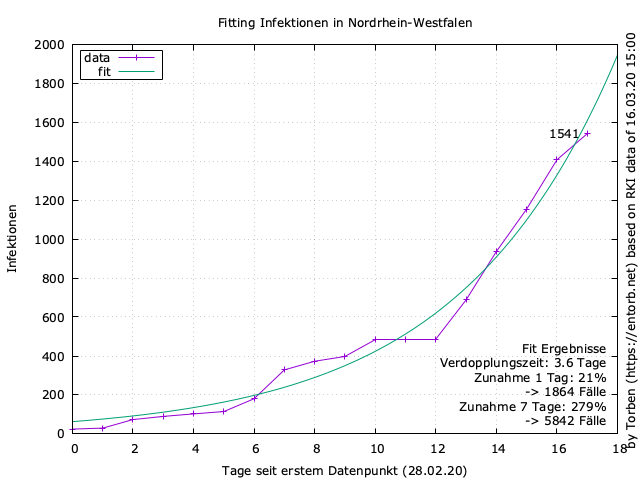 Fitting Infektionen in Nordrhein-Westfalen
data
fit
2000
1800
1600
1400
1200
1000
800
600
400
200
0
Infektionen
1541
Fit Ergebnisse
Verdopplungszeit: 3.6 Tage
Zunahme 1 Tag: 21%
-> 1864 Fälle
Zunahme 7 Tage: 279%
-> 5842 Fälle
0 2 4 6 8 10 12 14 16 18
Tage seit erstem Datenpunkt (28.02.20)
by Torben (https://entorb.net) based on RKI data of 16.03.20 15:00